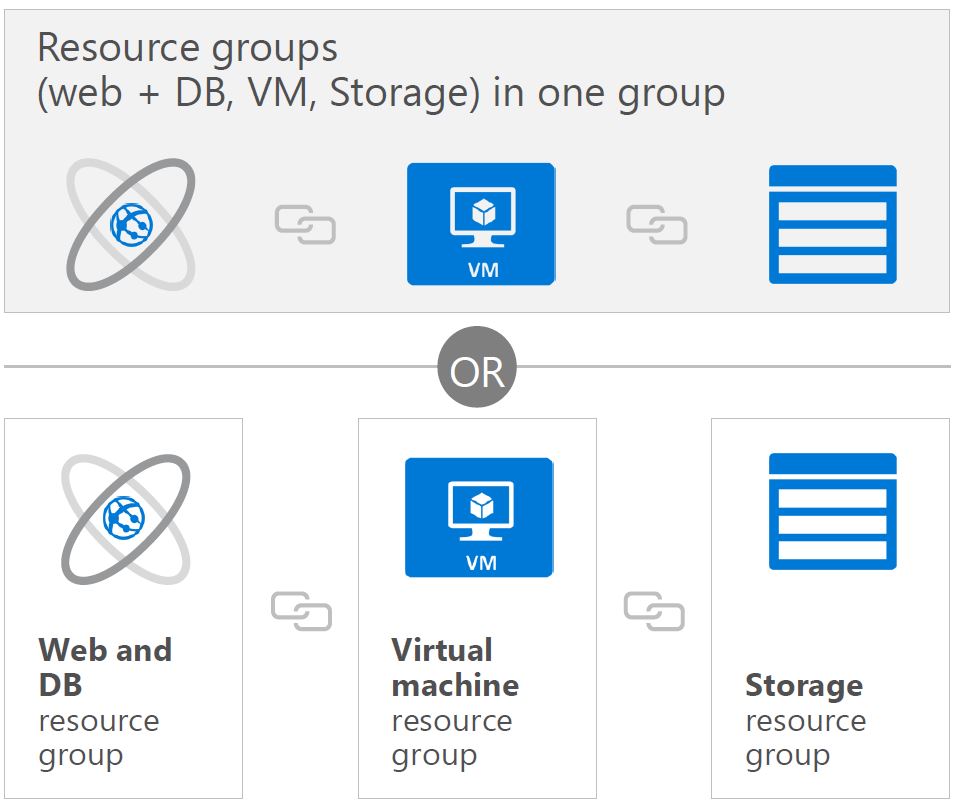 Resource groups
(web + DB, VM, Storage) in one group
VM
OR
VM
Web and
DB
resource
group
Virtual
machine
resource
group
Storage
resource
group